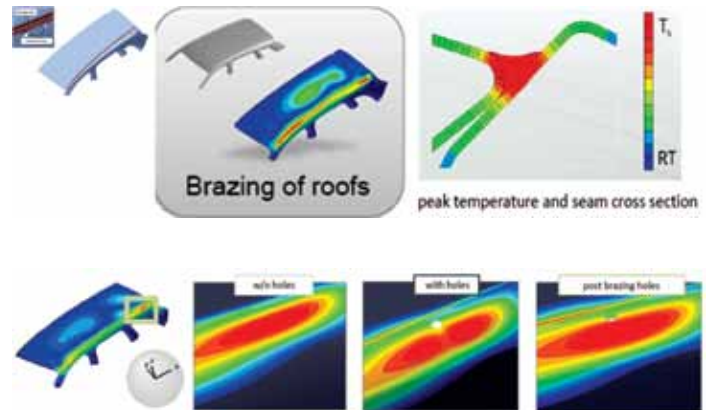 Brazing of roofs
Ts
RT
peak temperature and seam cross section
w/o holes
with holes
post brazing holes